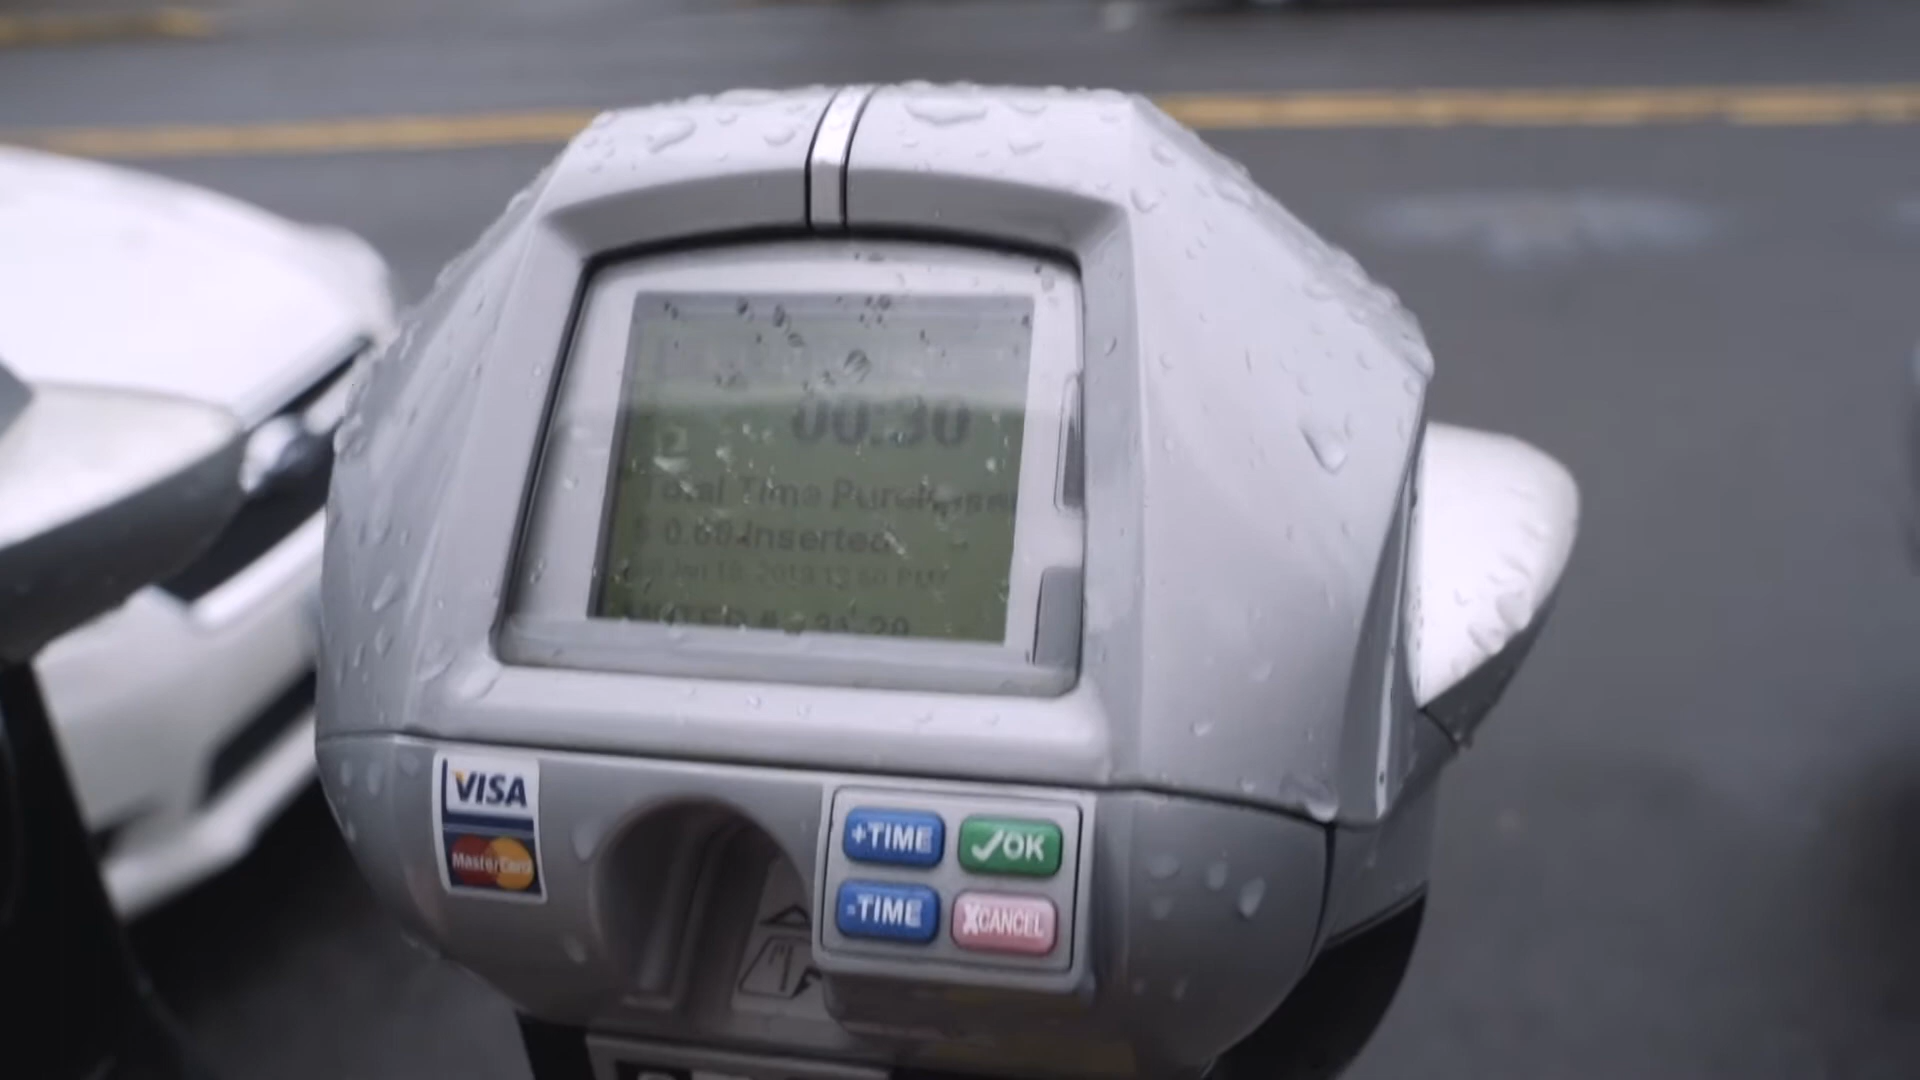 00:30
Total Time Purchased
$ 0.60 Inserted
VISA
MasterCard
+TIME
✓OK
-TIME
XCANCEL